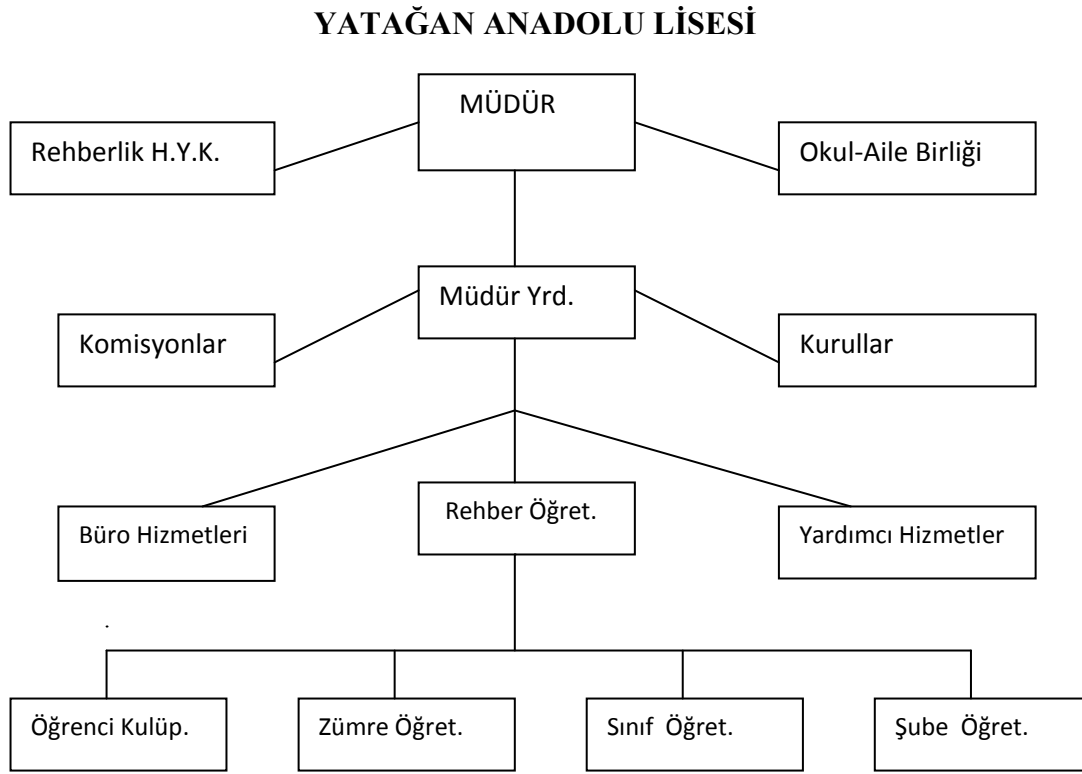 YATAĞAN ANADOLU LİSESİ
MÜDÜR
Rehberlik H.Y.K.
Okul-Aile Birliği
Müdür Yrd.
Komisyonlar
Kurullar
Büro Hizmetleri
Rehber Öğret.
Yardımcı Hizmetler
.
Öğrenci Kulüp.
Zümre Öğret.
Sınıf Öğret.
Şube Öğret.